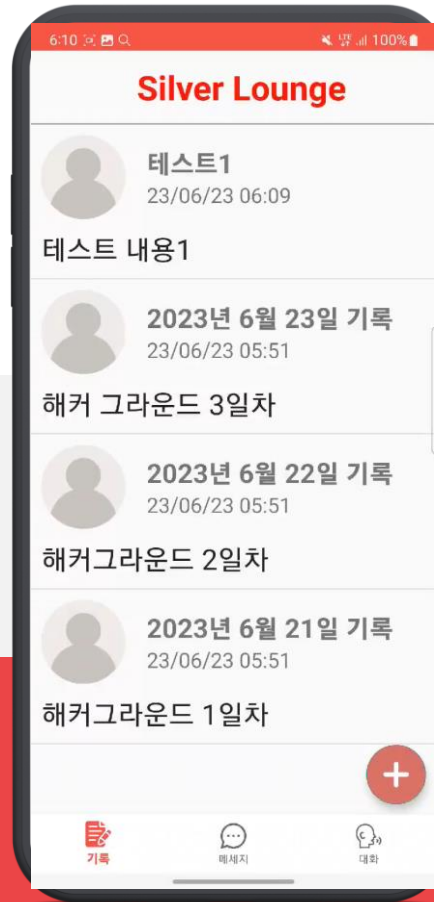 6:10 LTE 100%
Silver Lounge
테스트1
23/06/23 06:09
테스트 내용1
2023년 6월 23일 기록
23/06/23 05:51
해커 그라운드 3일차
2023년 6월 22일 기록
23/06/23 05:51
해커그라운드 2일차
2023년 6월 21일 기록
23/06/23 05:51
해커그라운드 1일차
기록 메세지 대화